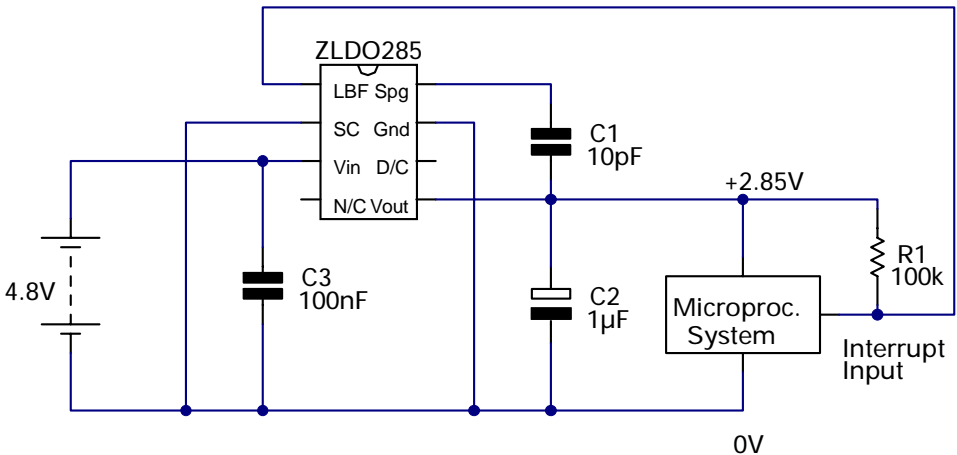 ZLDO285
LBF Spg
SC Gnd
Vin D/C
N/C Vout
C1
10pF
+2.85V
R1
100k
4.8V
C3
100nF
C2
1µF
Microproc.
System
Interrupt
Input
0V